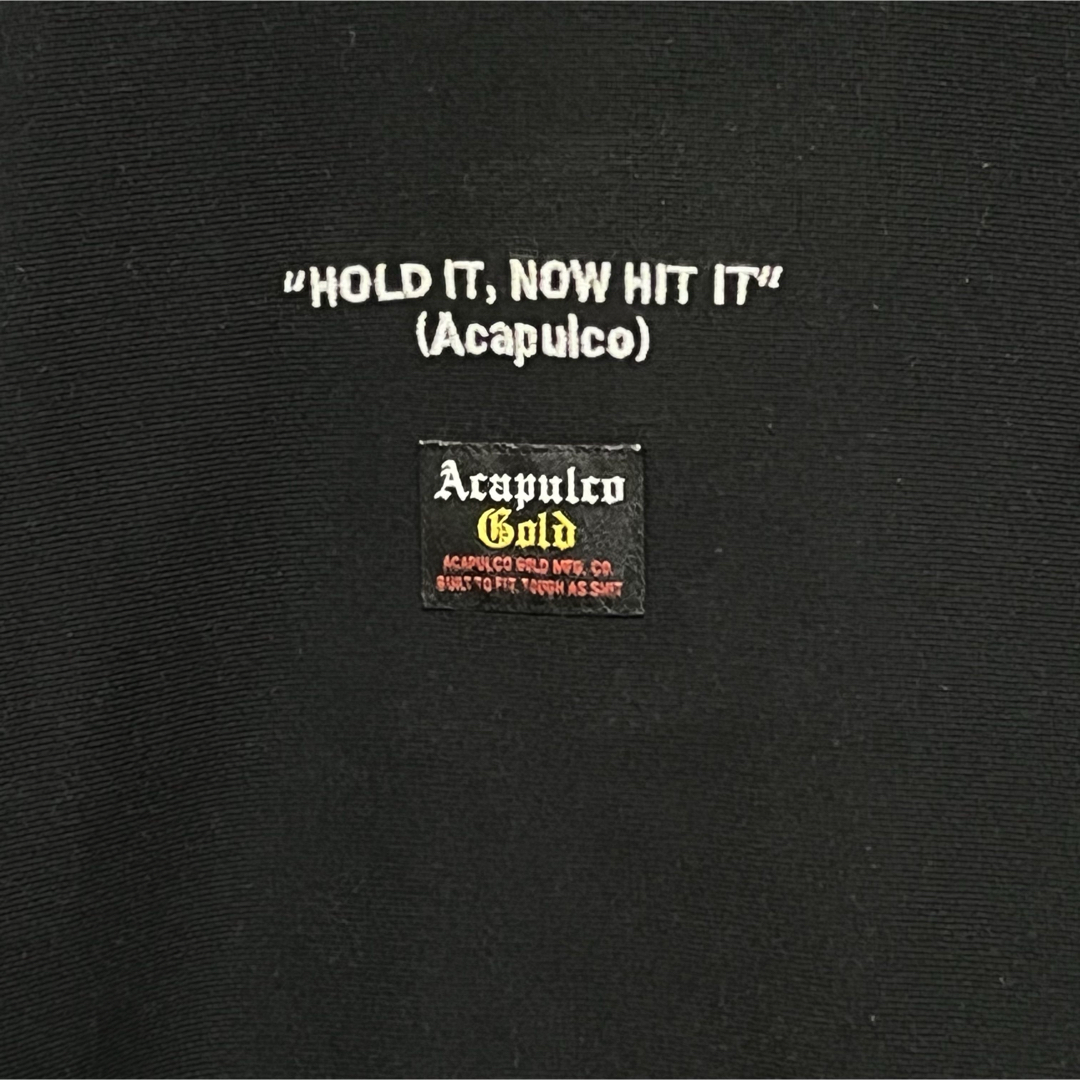 “HOLD IT, NOW HIT IT“
(Acapulco)
Acapulco
Gold
ACAPULCO GOLD MFG. CO.
BUILT TO FIT, TOUGH AS SHIT